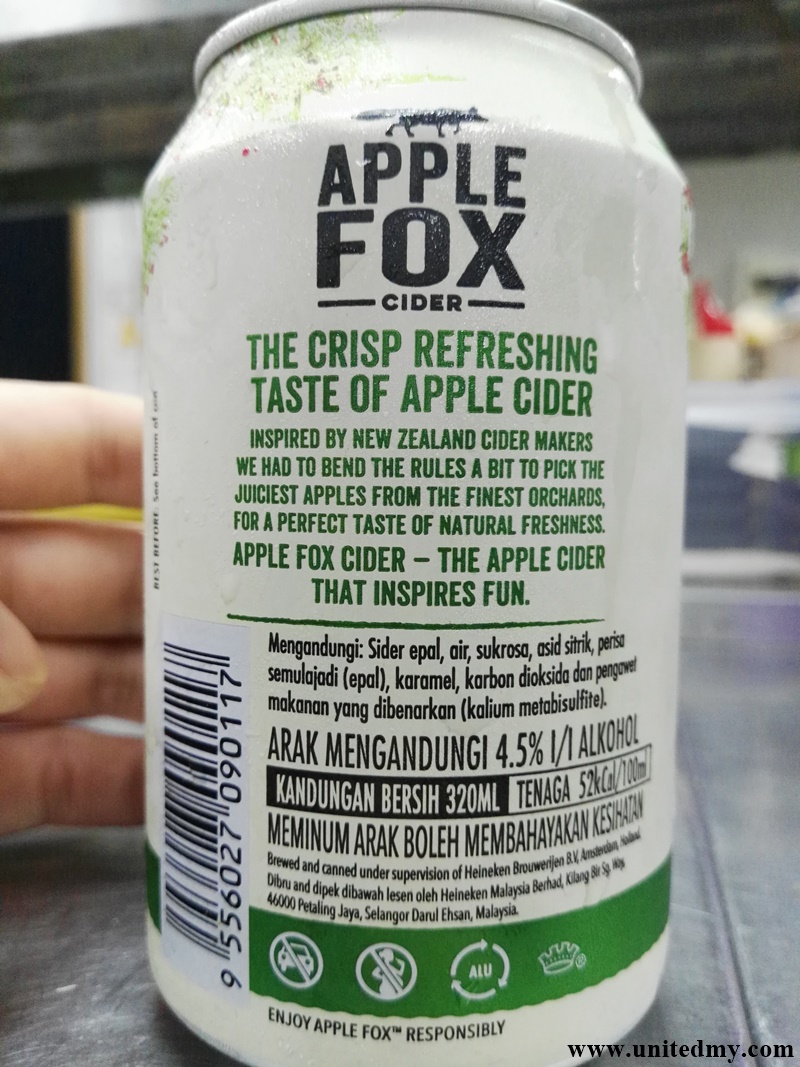 APPLE
FOX
CIDER
THE CRISP REFRESHING
TASTE OF APPLE CIDER
INSPIRED BY NEW ZEALAND CIDER MAKERS
WE HAD TO BEND THE RULES A BIT TO PICK THE
JUICIEST APPLES FROM THE FINEST ORCHARDS,
FOR A PERFECT TASTE OF NATURAL FRESHNESS.
APPLE FOX CIDER – THE APPLE CIDER
THAT INSPIRES FUN.
BEST BEFORE: See bottom of can
Mengandungi: Sider epal, air, sukrosa, asid sitrik, perisa
semulajadi (epal), karamel, karbon dioksida dan pengawet
makanan yang dibenarkan (kalium metabisulfite).
ARAK MENGANDUNGI 4.5% I/I ALKOHOL
KANDUNGAN BERSIH 320ML TENAGA 52kCal/100ml
MEMINUM ARAK BOLEH MEMBAHAYAKAN KESIHATAN
Brewed and canned under supervision of Heineken Brouwerijen B.V, Amsterdam, Holland.
Dibru dan dipek dibawah lesen oleh Heineken Malaysia Berhad, Kilang Bir Sg. Way,
46000 Petaling Jaya, Selangor Darul Ehsan, Malaysia.
9 556027 090117
ALU
®
ENJOY APPLE FOX™ RESPONSIBLY
www.unitedmy.com